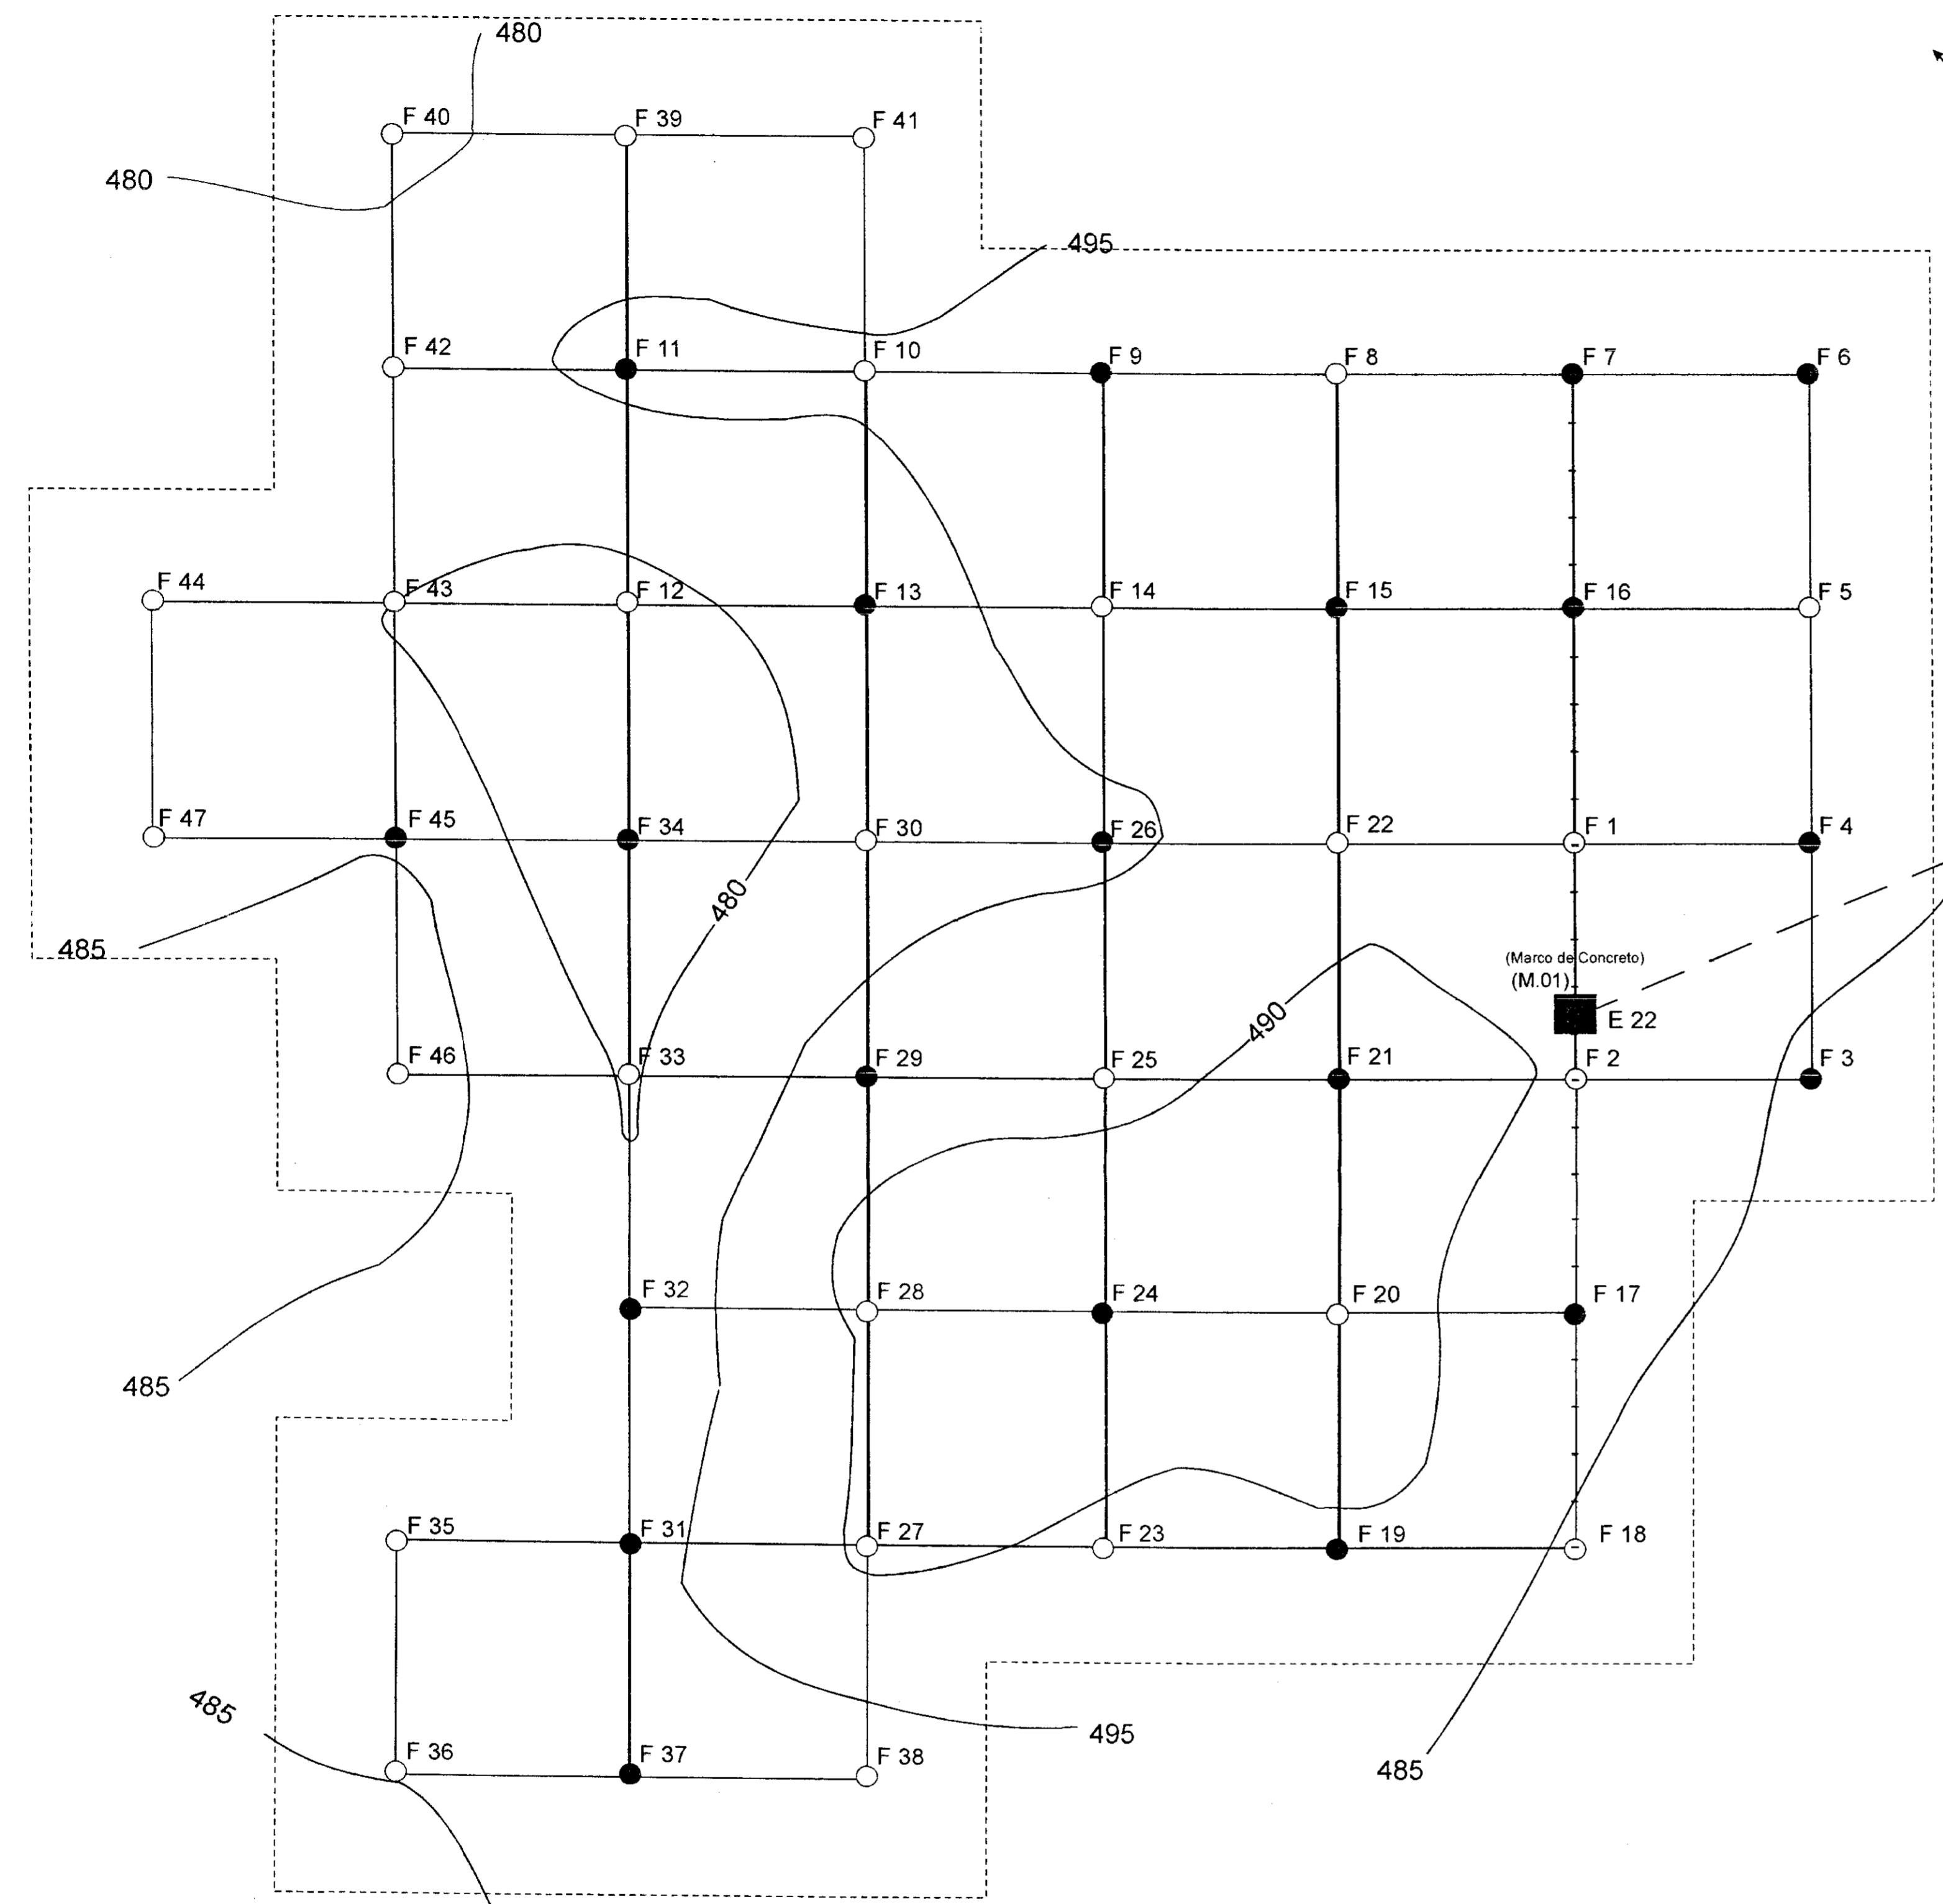 480
F 40
F 39
F 41
480
495
F 42
F 11
F 10
F 9
F 8
F 7
F 6
F 44
F 43
F 12
F 13
F 14
F 15
F 16
F 5
F 47
F 45
F 34
F 30
F 26
F 22
F 1
F 4
480
485
(Marco de Concreto)
(M.01)
E 22
490
F 46
F 33
F 29
F 25
F 21
F 2
F 3
F 32
F 28
F 24
F 20
F 17
485
F 35
F 31
F 27
F 23
F 19
F 18
485
495
F 36
F 37
F 38
485